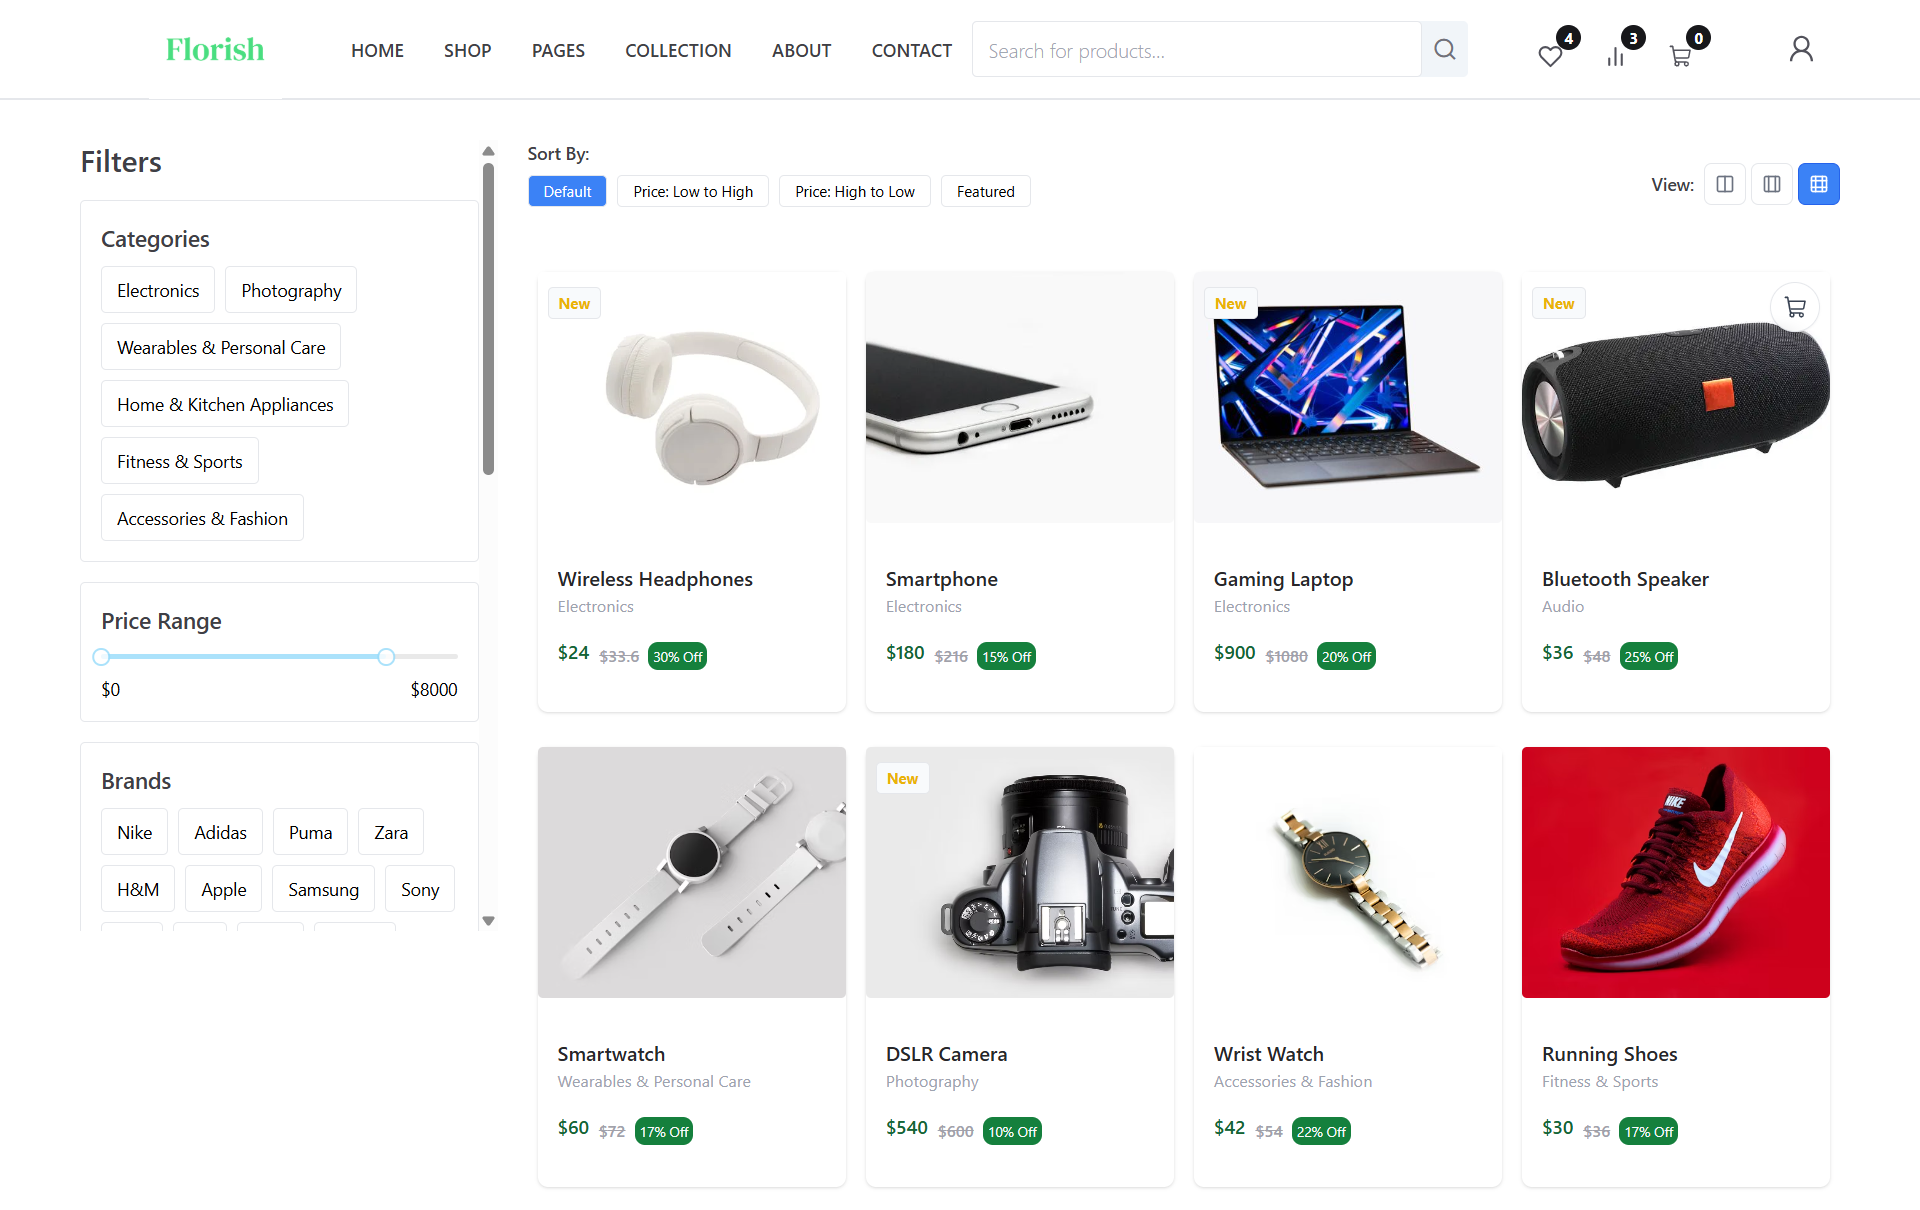 Florish
HOME SHOP PAGES COLLECTION ABOUT CONTACT
Search for products...
4 3 0
Filters
Categories
Electronics Photography
Wearables & Personal Care
Home & Kitchen Appliances
Fitness & Sports
Accessories & Fashion
Price Range
$0 $8000
Brands
Nike Adidas Puma Zara
H&M Apple Samsung Sony
Sort By:
Default Price: Low to High Price: High to Low Featured
View:
New New New
Wireless Headphones Smartphone Gaming Laptop Bluetooth Speaker
Electronics Electronics Electronics Audio
$24 $33.6 30% Off $180 $216 15% Off $900 $1080 20% Off $36 $48 25% Off
New
NIKE
Smartwatch DSLR Camera Wrist Watch Running Shoes
Wearables & Personal Care Photography Accessories & Fashion Fitness & Sports
$60 $72 17% Off $540 $600 10% Off $42 $54 22% Off $30 $36 17% Off